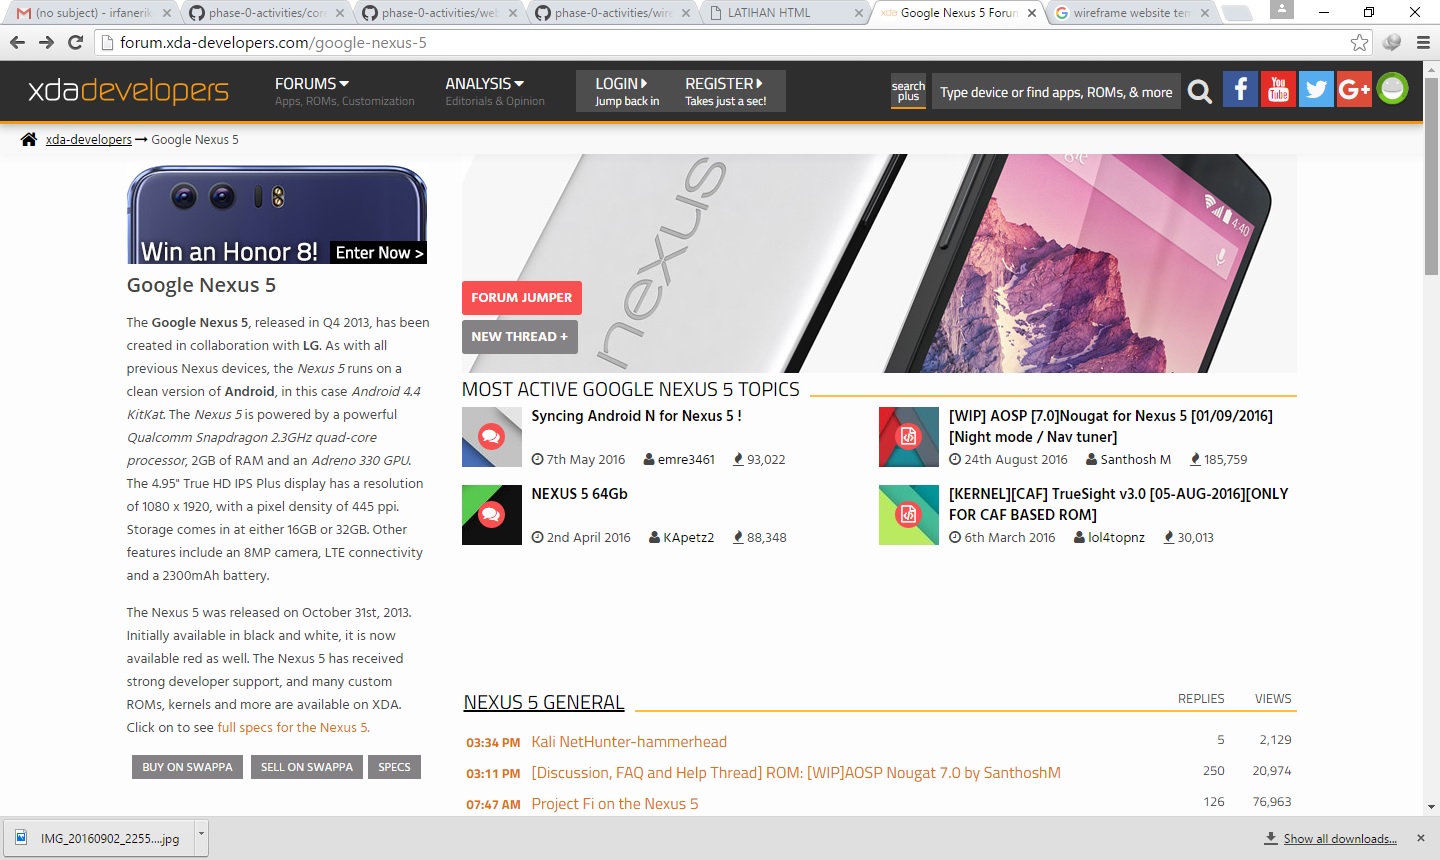 (no subject) - irfanerik
phase-0-activities/cor
phase-0-activities/web
phase-0-activities/wire
LATIHAN HTML
xda Google Nexus 5 Forum
wireframe website tem
forum.xda-developers.com/google-nexus-5
xdadevelopers
FORUMS
Apps, ROMs, Customization
ANALYSIS
Editorials & Opinion
LOGIN
Jump back in
REGISTER
Takes just a sec!
search
plus
Type device or find apps, ROMs, & more
f
You
Tube
G+
xda-developers → Google Nexus 5
Win an Honor 8! Enter Now >
Google Nexus 5
The Google Nexus 5, released in Q4 2013, has been
created in collaboration with LG. As with all
previous Nexus devices, the Nexus 5 runs on a
clean version of Android, in this case Android 4.4
KitKat. The Nexus 5 is powered by a powerful
Qualcomm Snapdragon 2.3GHz quad-core
processor, 2GB of RAM and an Adreno 330 GPU.
The 4.95" True HD IPS Plus display has a resolution
of 1080 x 1920, with a pixel density of 445 ppi.
Storage comes in at either 16GB or 32GB. Other
features include an 8MP camera, LTE connectivity
and a 2300mAh battery.
The Nexus 5 was released on October 31st, 2013.
Initially available in black and white, it is now
available red as well. The Nexus 5 has received
strong developer support, and many custom
ROMs, kernels and more are available on XDA.
Click on to see full specs for the Nexus 5.
BUY ON SWAPPA
SELL ON SWAPPA
SPECS
nexus
4:40
FORUM JUMPER
NEW THREAD +
MOST ACTIVE GOOGLE NEXUS 5 TOPICS
Syncing Android N for Nexus 5 !
7th May 2016 emre3461 93,022
[WIP] AOSP [7.0]Nougat for Nexus 5 [01/09/2016]
[Night mode / Nav tuner]
24th August 2016 Santhosh M 185,759
NEXUS 5 64Gb
2nd April 2016 KApetz2 88,348
[KERNEL][CAF] TrueSight v3.0 [05-AUG-2016][ONLY
FOR CAF BASED ROM]
6th March 2016 lol4topnz 30,013
NEXUS 5 GENERAL REPLIES VIEWS
03:34 PM Kali NetHunter-hammerhead 5 2,129
03:11 PM [Discussion, FAQ and Help Thread] ROM: [WIP]AOSP Nougat 7.0 by SanthoshM 250 20,974
07:47 AM Project Fi on the Nexus 5 126 76,963
IMG_20160902_2255....jpg
Show all downloads...